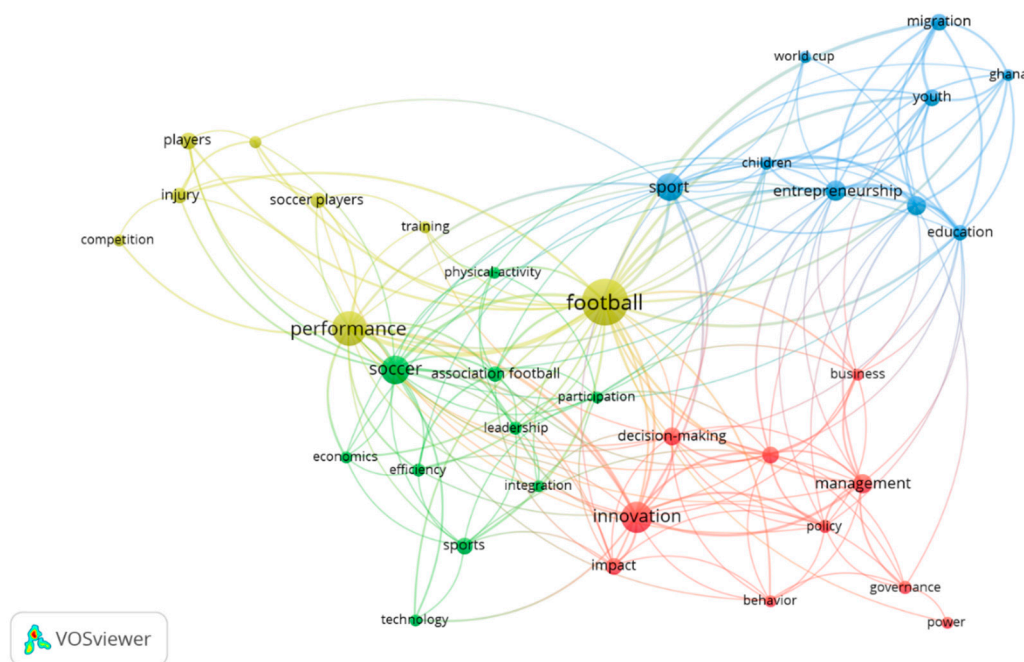 migration
world cup
ghana
youth
players
children
injury
sport
entrepreneurship
soccer players
training
education
competition
physical-activity
football
performance
soccer
association football
business
participation
leadership
decision-making
economics
efficiency
integration
management
innovation
policy
sports
impact
governance
behavior
technology
power
VOSviewer